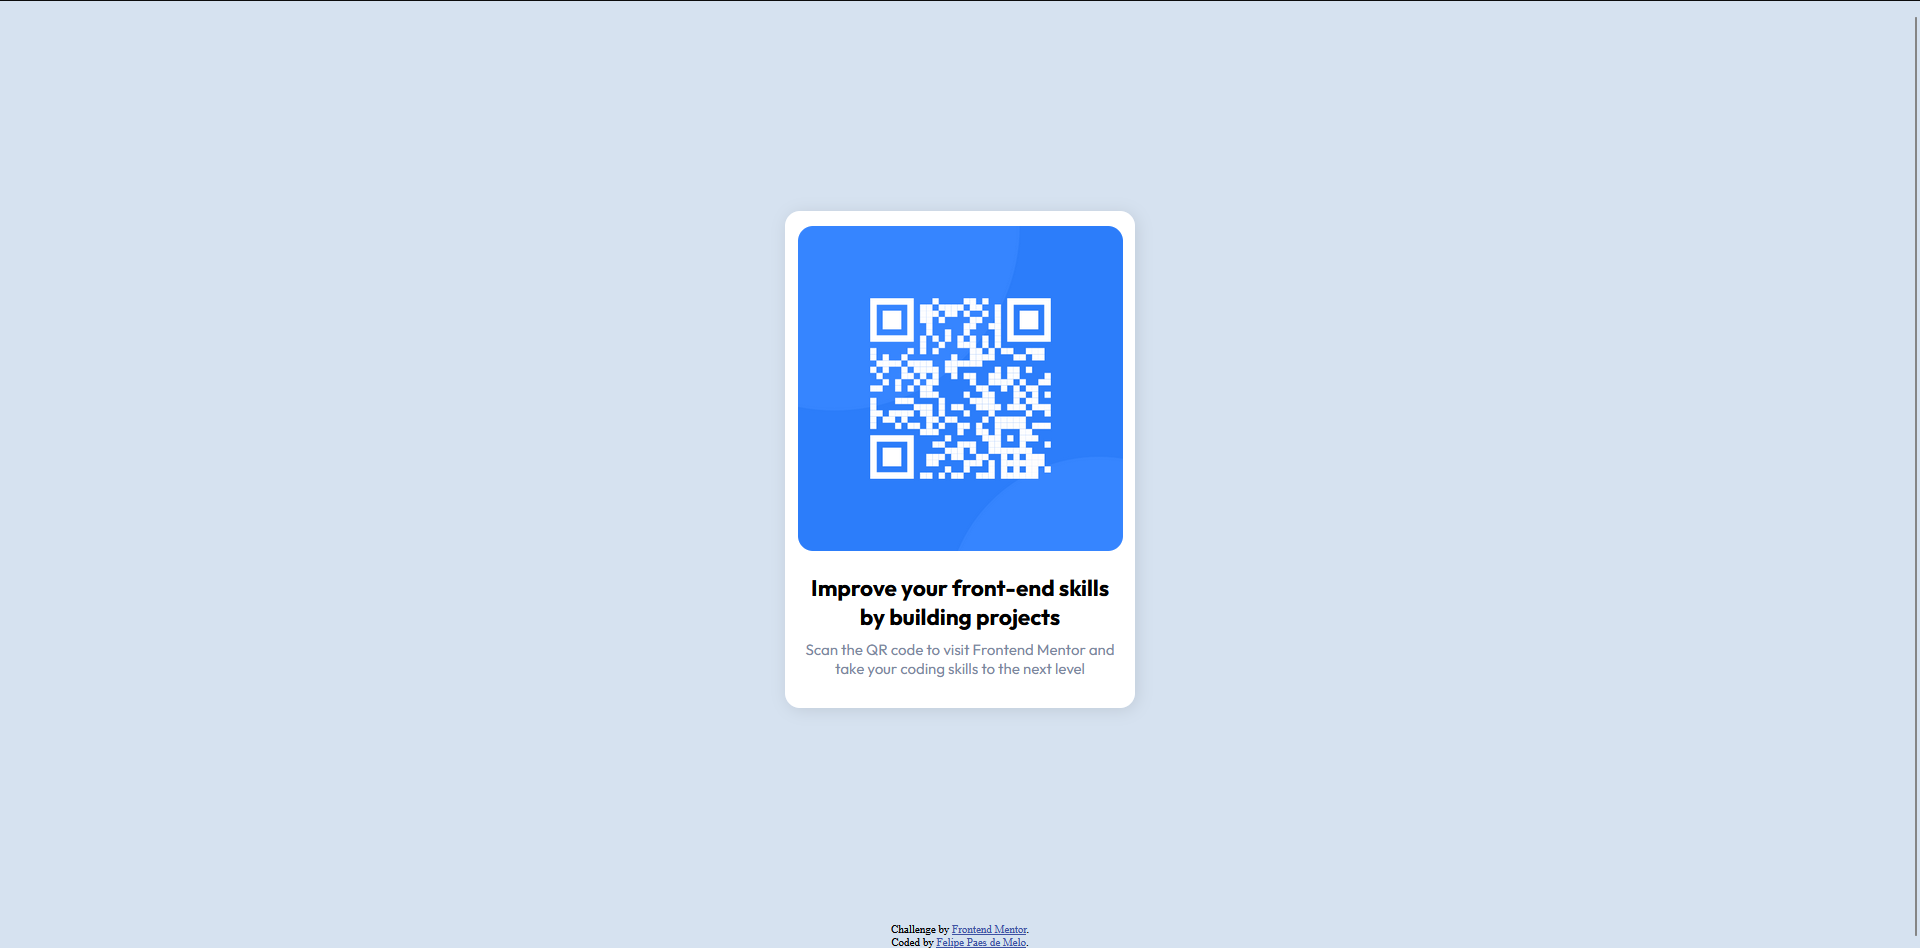 Improve your front-end skills
by building projects
Scan the QR code to visit Frontend Mentor and
take your coding skills to the next level
Challenge by Frontend Mentor.
Coded by Felipe Paes de Melo.